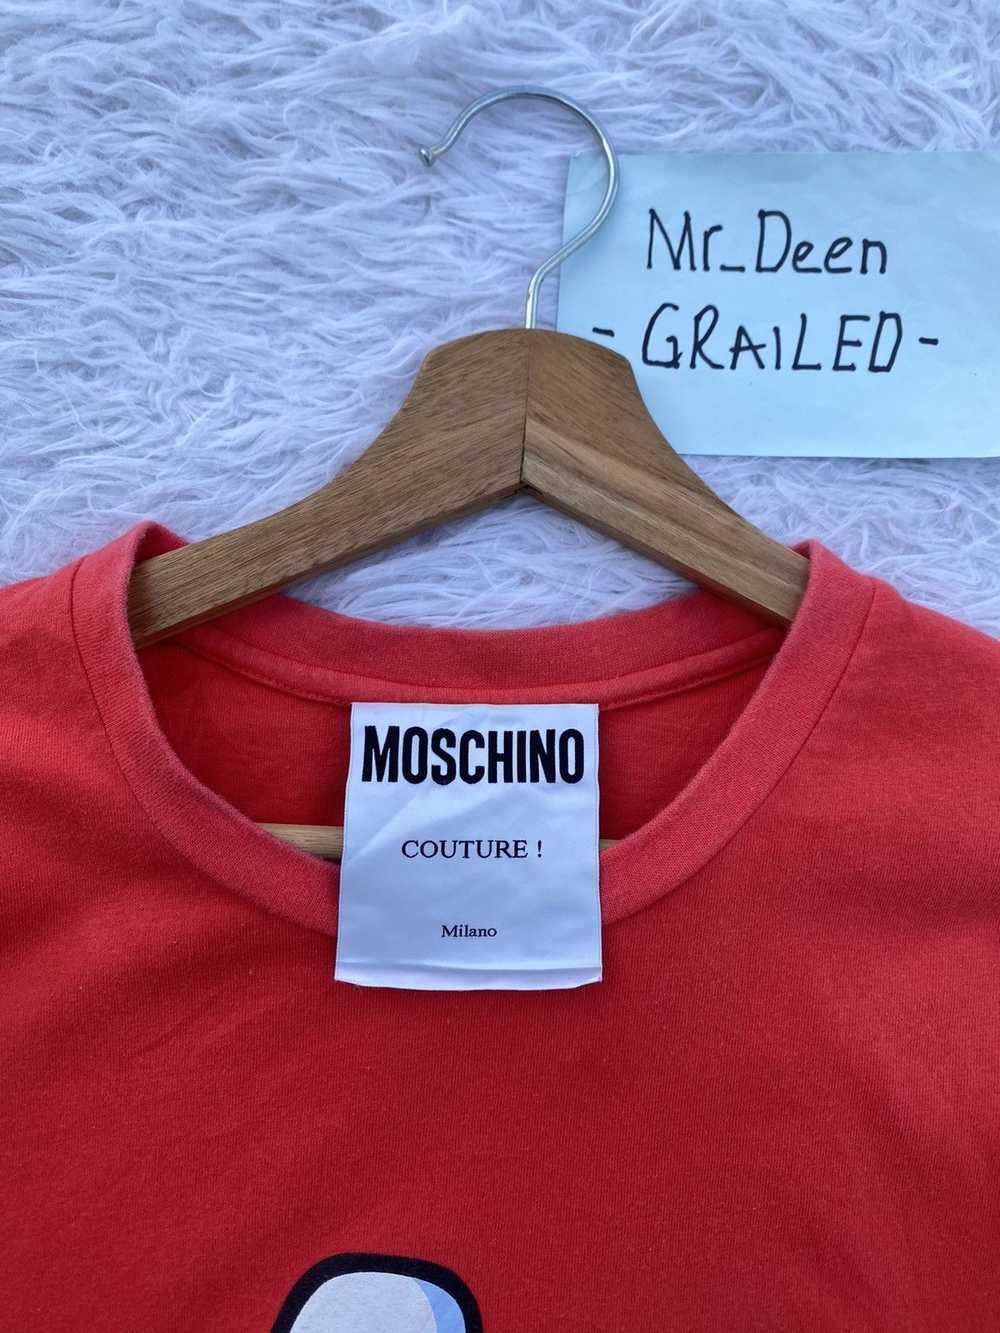 Mr_Deen
- GRAILED -
MOSCHINO
COUTURE !
Milano